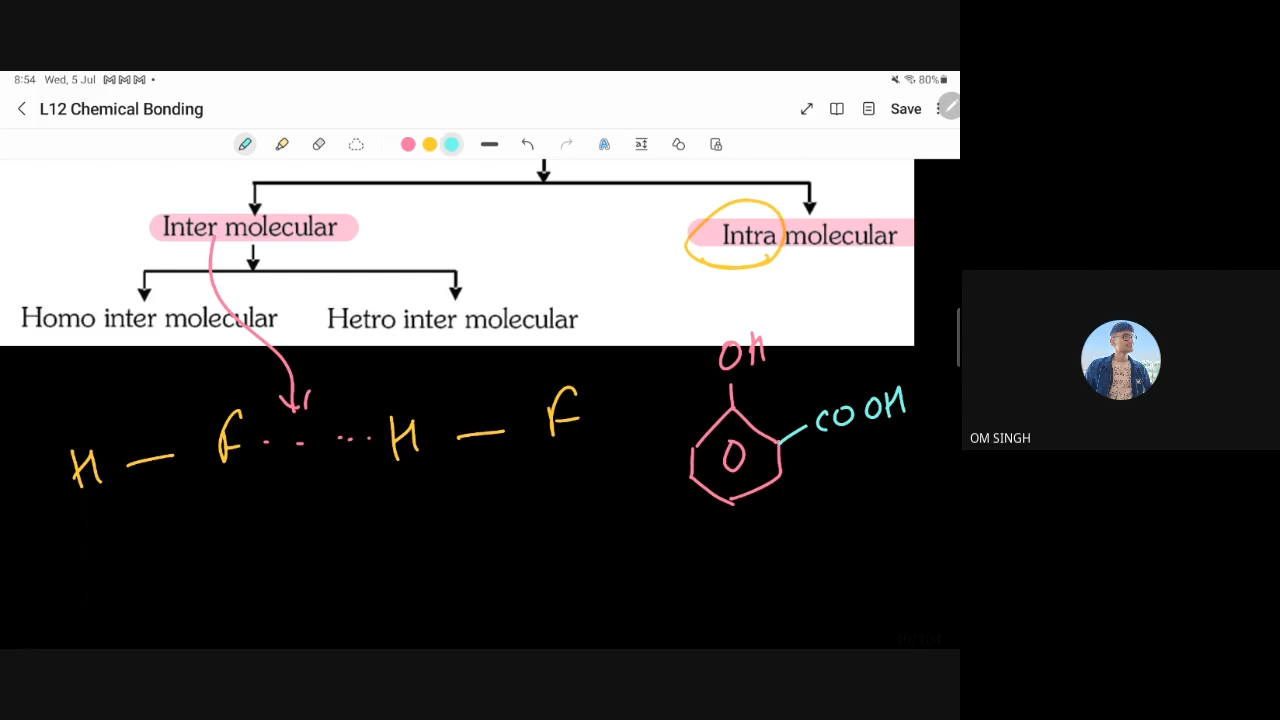 8:54 Wed, 5 Jul M M M • 80%
L12 Chemical Bonding Save
Inter molecular Intra molecular
Homo inter molecular Hetro inter molecular
OH
COOH
H — F ..... H — F
OM SINGH